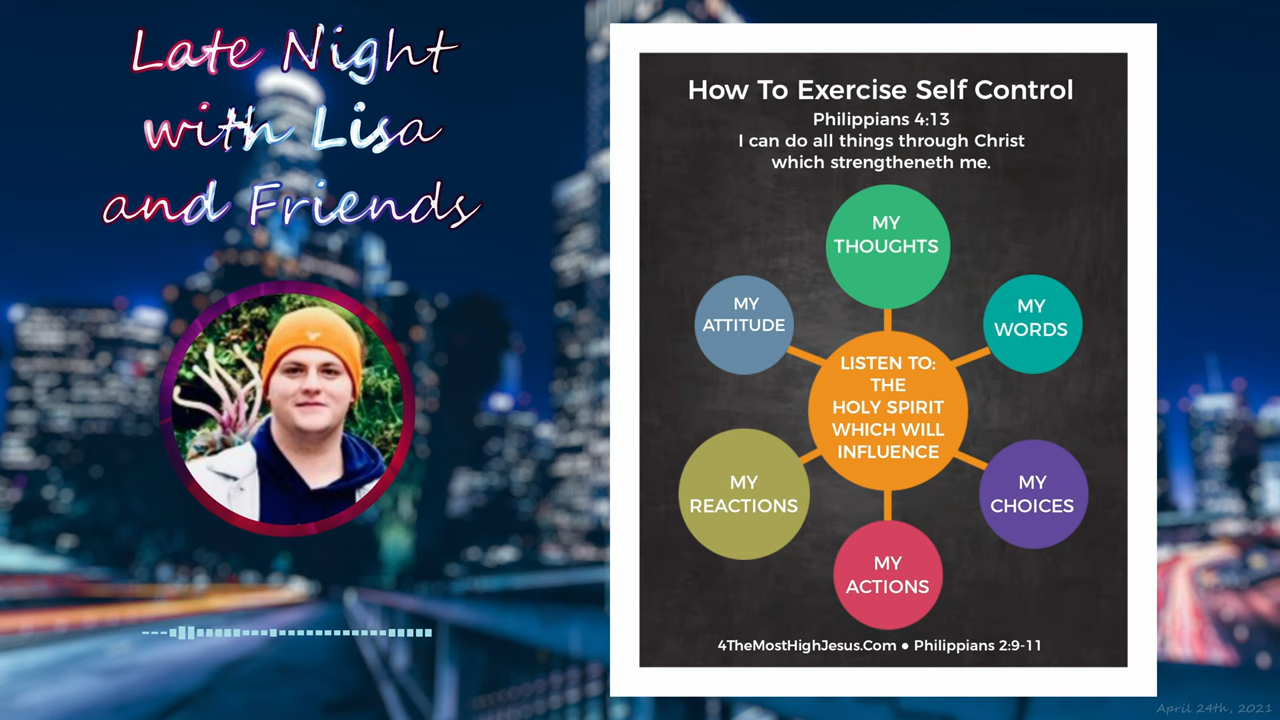 Late Night
with Lisa
and Friends
How To Exercise Self Control
Philippians 4:13
I can do all things through Christ
which strengtheneth me.
MY
THOUGHTS
MY
ATTITUDE
MY
WORDS
LISTEN TO:
THE
HOLY SPIRIT
WHICH WILL
INFLUENCE
MY
REACTIONS
MY
CHOICES
MY
ACTIONS
4TheMostHighJesus.Com ● Philippians 2:9-11
April 24th, 2021